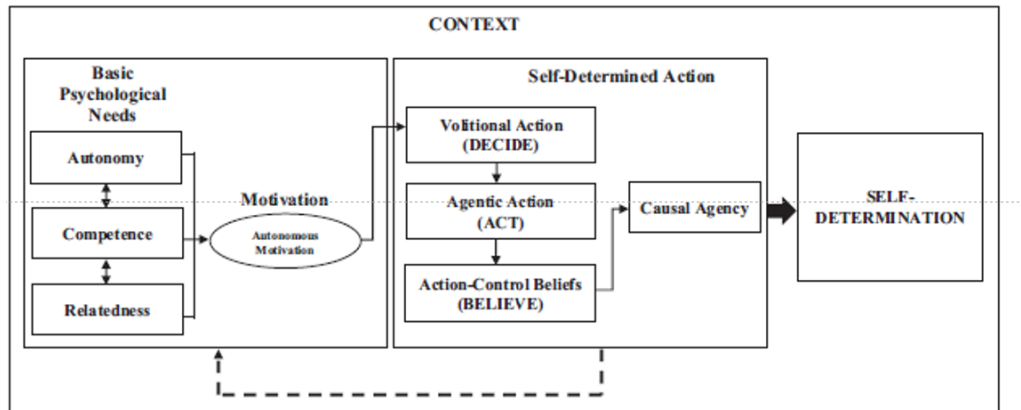 CONTEXT
Basic
Psychological
Needs
Autonomy
Competence
Relatedness
Motivation
Autonomous
Motivation
Self-Determined Action
Volitional Action
(DECIDE)
Agentic Action
(ACT)
Action-Control Beliefs
(BELIEVE)
Causal Agency
SELF-
DETERMINATION